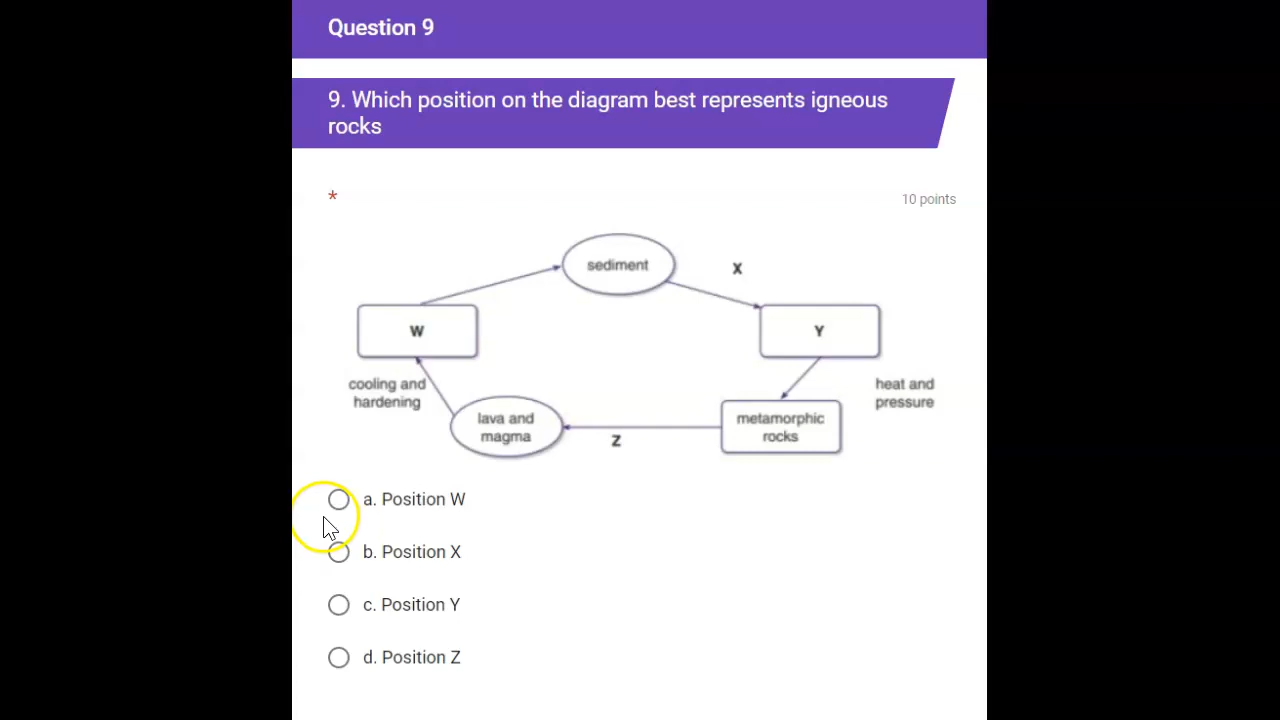 Question 9
9. Which position on the diagram best represents igneous
rocks
*
10 points
sediment
X
W
Y
cooling and
hardening
heat and
pressure
lava and
magma
Z
metamorphic
rocks
a. Position W
b. Position X
c. Position Y
d. Position Z